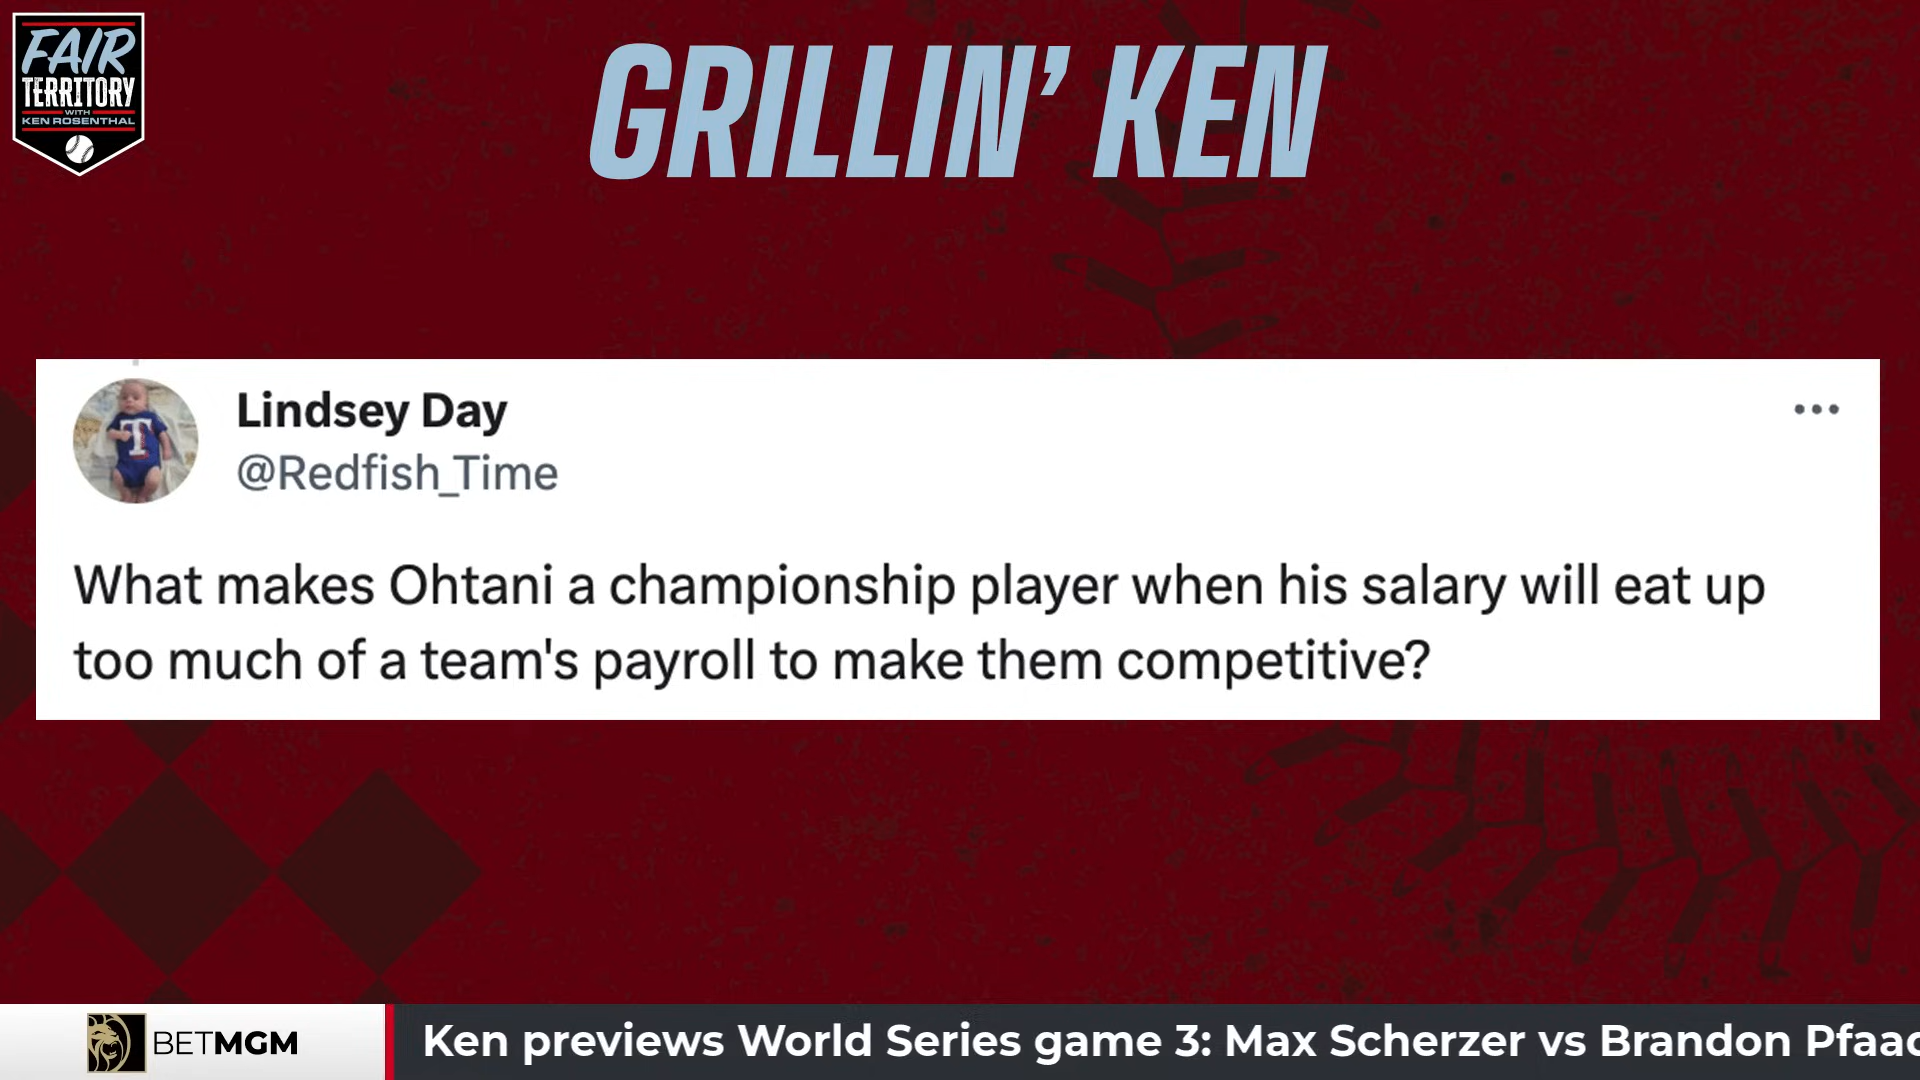 FAIR
TERRITORY
WITH
KEN ROSENTHAL
GRILLIN' KEN
Lindsey Day
@Redfish_Time
T
What makes Ohtani a championship player when his salary will eat up
too much of a team's payroll to make them competitive?
BETMGM
Ken previews World Series game 3: Max Scherzer vs Brandon Pfaa